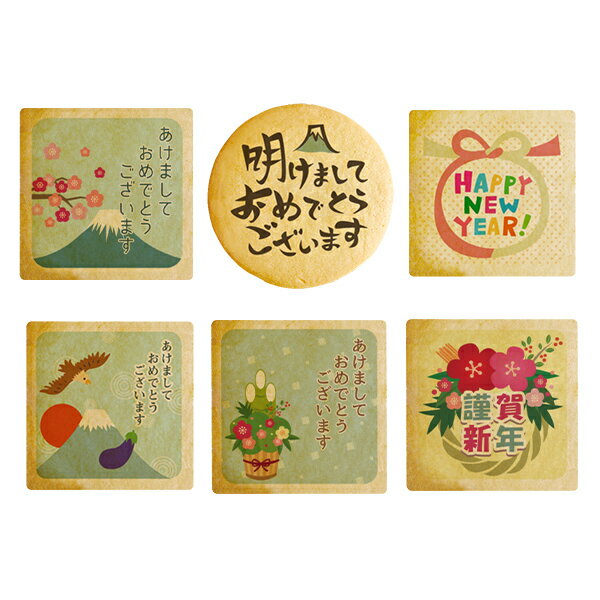 あけまして
おめでとう
ございます
明けまして
おめでとう
ございます
HAPPY
NEW
YEAR!
あけまして
おめでとう
ございます
あけまして
おめでとう
ございます
謹賀
新年